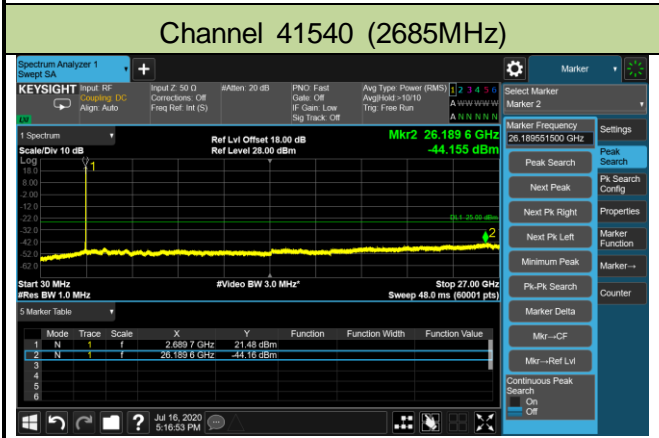 Channel 41540 (2685MHz)
Spectrum Analyzer 1
Swept SA
Marker
KEYSIGHT
Input: RF
Coupling: DC
Align: Auto
Input Z: 50 Ω
Corrections: Off
Freq Ref: Int (S)
#Atten: 20 dB
PNO: Fast
Gate: Off
IF Gain: Low
Sig Track: Off
Avg Type: Power (RMS)
Avg|Hold:>10/10
Trig: Free Run
1 2 3 4 5 6
A W W W W W
A N N N N N
Select Marker
Marker 2
LW
1 Spectrum
Scale/Div 10 dB
Ref Lvl Offset 18.00 dB
Ref Level 28.00 dBm
Mkr2 26.189 6 GHz
-44.155 dBm
Log
18.0
8.00
-2.00
-12.0
-22.0
-32.0
-42.0
-52.0
-62.0
1
DL1 -25.00 dBm
2
Start 30 MHz
#Res BW 1.0 MHz
#Video BW 3.0 MHz*
Stop 27.00 GHz
Sweep 48.0 ms (60001 pts)
Marker Frequency
26.189551500 GHz
Peak Search
Next Peak
Next Pk Right
Next Pk Left
Minimum Peak
Pk-Pk Search
Marker Delta
Mkr→CF
Mkr→Ref Lvl
Continuous Peak
Search
On
Off
Settings
Peak
Search
Pk Search
Config
Properties
Marker
Function
Marker→
Counter
5 Marker Table
Mode Trace Scale X Y Function Function Width Function Value
1 N 1 f 2.689 7 GHz 21.48 dBm
2 N 1 f 26.189 6 GHz -44.16 dBm
3
4
5
6
?
Jul 16, 2020
5:16:53 PM